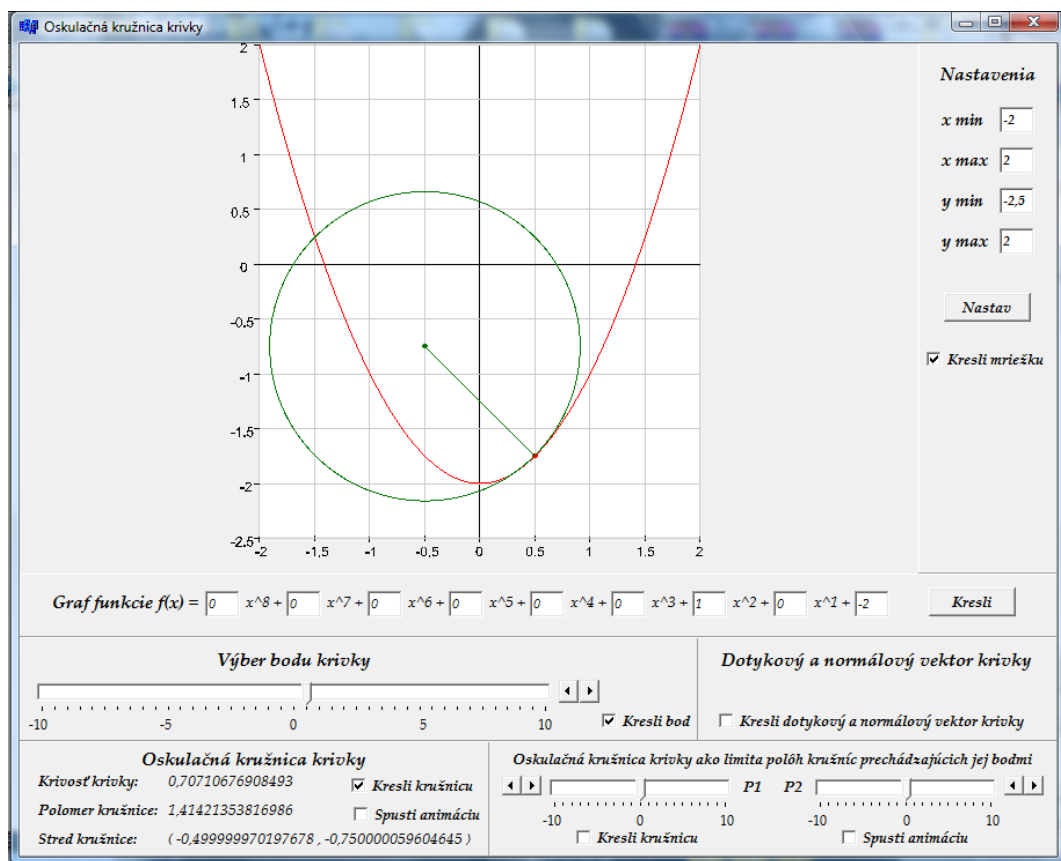 Oskulačná kružnica krivky
2
1.5
1
0.5
0
-0.5
-1
-1.5
-2
-2.5
-2 -1,5 -1 -0,5 0 0.5 1 1.5 2
Nastavenia
x min -2
x max 2
y min -2,5
y max 2
Nastav
Kresli mriežku
Graf funkcie f(x) = 0 x^8 + 0 x^7 + 0 x^6 + 0 x^5 + 0 x^4 + 0 x^3 + 1 x^2 + 0 x^1 + -2 Kresli
Výber bodu krivky
-10 -5 0 5 10
Kresli bod
Dotykový a normálový vektor krivky
Kresli dotykový a normálový vektor krivky
Oskulačná kružnica krivky
Krivosť krivky: 0,70710676908493 Kresli kružnicu
Polomer kružnice: 1,41421353816986 Spusti animáciu
Stred kružnice: ( -0,499999970197678 , -0,750000059604645 )
Oskulačná kružnica krivky ako limita polôh kružníc prechádzajúcich jej bodmi
P1 P2
-10 0 10 -10 0 10
Kresli kružnicu Spusti animáciu